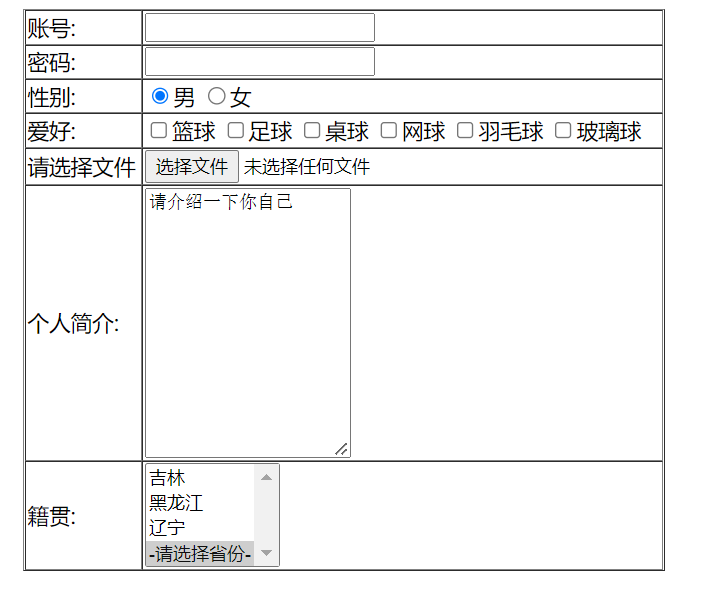 账号:
密码:
性别: 男 女
爱好: 篮球 足球 桌球 网球 羽毛球 玻璃球
请选择文件 选择文件 未选择任何文件
个人简介: 请介绍一下你自己
籍贯: 吉林
黑龙江
辽宁
-请选择省份-